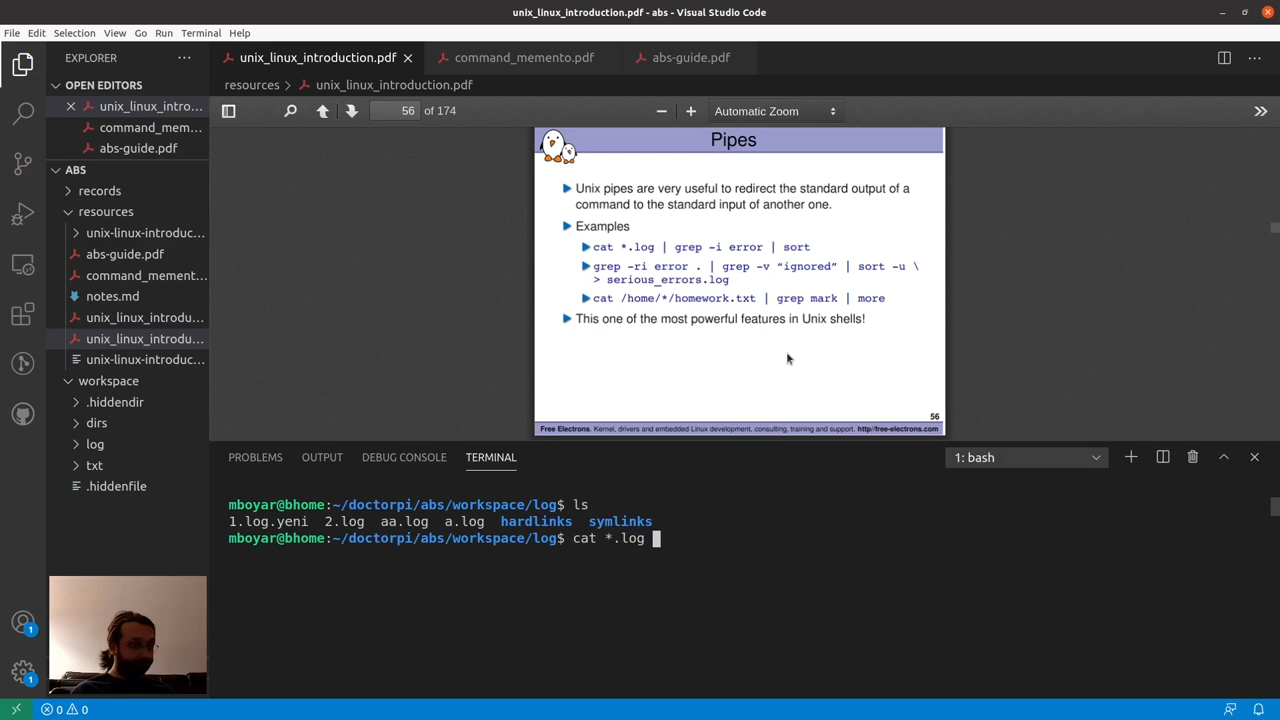 unix_linux_introduction.pdf - abs - Visual Studio Code
File Edit Selection View Go Run Terminal Help
EXPLORER
unix_linux_introduction.pdf
command_memento.pdf
abs-guide.pdf
OPEN EDITORS
unix_linux_intro...
command_mem...
abs-guide.pdf
resources > unix_linux_introduction.pdf
56 of 174
Automatic Zoom
ABS
records
resources
unix-linux-introduc...
abs-guide.pdf
command_mement...
notes.md
unix_linux_introdu...
unix_linux_introdu...
unix-linux-introduc...
workspace
.hiddendir
dirs
log
txt
.hiddenfile
Pipes
Unix pipes are very useful to redirect the standard output of a
command to the standard input of another one.
Examples
cat *.log | grep -i error | sort
grep -ri error . | grep -v “ignored” | sort -u \
> serious_errors.log
cat /home/*/homework.txt | grep mark | more
This one of the most powerful features in Unix shells!
56
Free Electrons. Kernel, drivers and embedded Linux development, consulting, training and support. http//free-electrons.com
PROBLEMS OUTPUT DEBUG CONSOLE TERMINAL
1: bash
mboyar@bhome:~/doctorpi/abs/workspace/log$ ls
1.log.yeni 2.log aa.log a.log hardlinks symlinks
mboyar@bhome:~/doctorpi/abs/workspace/log$ cat *.log
1
1
0 0